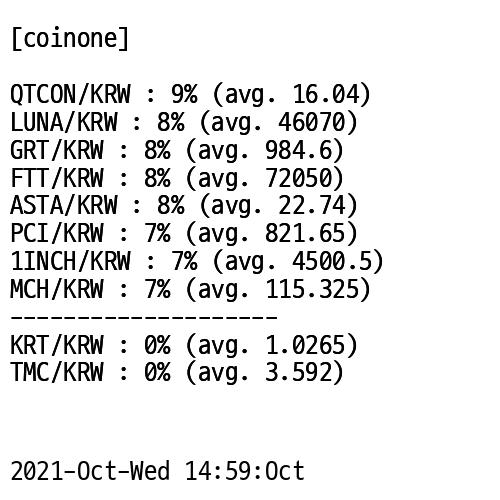 [coinone]
QTCON/KRW : 9% (avg. 16.04)
LUNA/KRW : 8% (avg. 46070)
GRT/KRW : 8% (avg. 984.6)
FTT/KRW : 8% (avg. 72050)
ASTA/KRW : 8% (avg. 22.74)
PCI/KRW : 7% (avg. 821.65)
1INCH/KRW : 7% (avg. 4500.5)
MCH/KRW : 7% (avg. 115.325)
--------------------
KRT/KRW : 0% (avg. 1.0265)
TMC/KRW : 0% (avg. 3.592)
2021-Oct-Wed 14:59:Oct